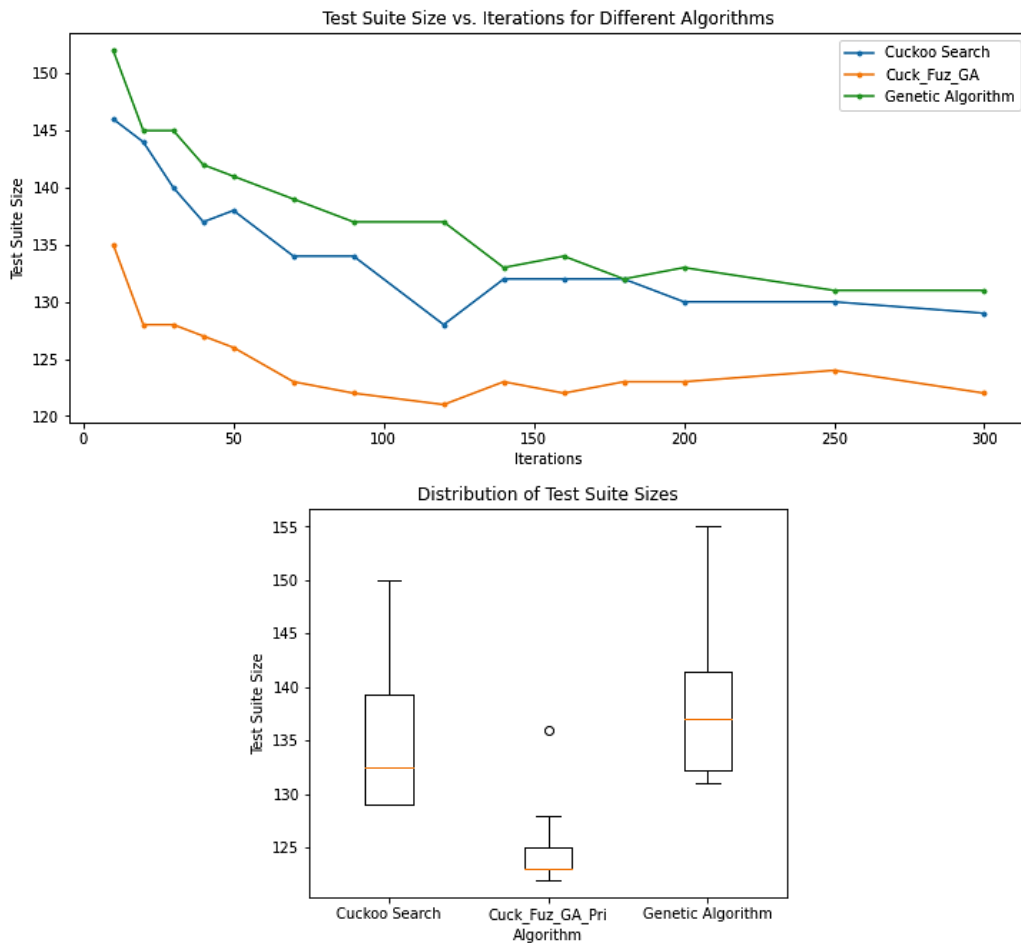 Test Suite Size vs. Iterations for Different Algorithms
Cuckoo Search
Cuck_Fuz_GA
Genetic Algorithm
Test Suite Size
150
145
140
135
130
125
120
0 50 100 150 200 250 300
Iterations
Distribution of Test Suite Sizes
Test Suite Size
155
150
145
140
135
130
125
Cuckoo Search Cuck_Fuz_GA_Pri Genetic Algorithm
Algorithm